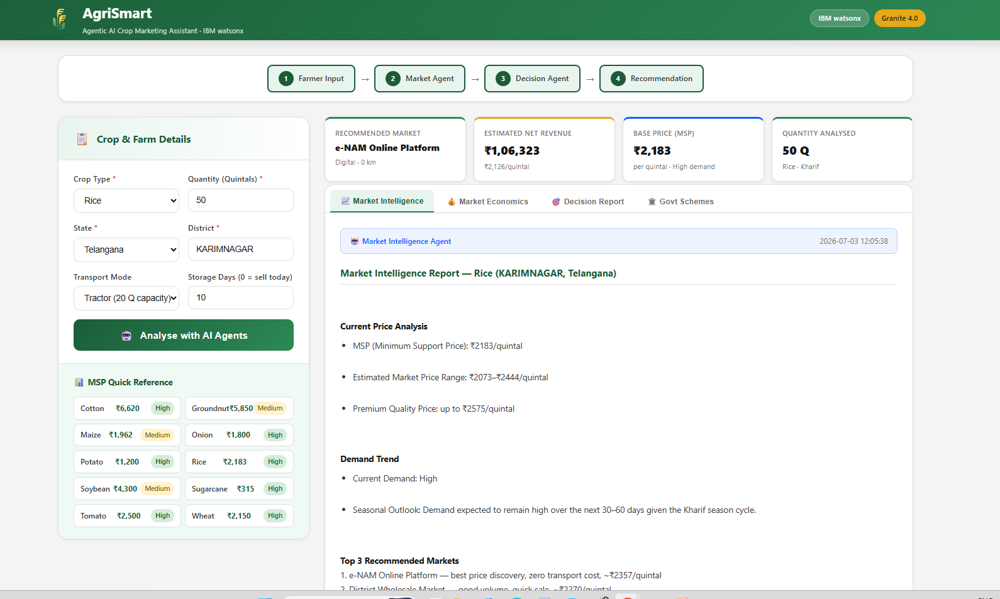 AgriSmart
Agentic AI Crop Marketing Assistant · IBM watsonx
IBM watsonx
Granite 4.0
1 Farmer Input → 2 Market Agent → 3 Decision Agent → 4 Recommendation
Crop & Farm Details
Crop Type *
Quantity (Quintals) *
Rice
50
State *
District *
Telangana
KARIMNAGAR
Transport Mode
Storage Days (0 = sell today)
Tractor (20 Q capacity)
10
Analyse with AI Agents
MSP Quick Reference
Cotton ₹6,620 High
Groundnut ₹5,850 Medium
Maize ₹1,962 Medium
Onion ₹1,800 High
Potato ₹1,200 High
Rice ₹2,183 High
Soybean ₹4,300 Medium
Sugarcane ₹315 High
Tomato ₹2,500 High
Wheat ₹2,150 High
RECOMMENDED MARKET
e-NAM Online Platform
Digital · 0 km
ESTIMATED NET REVENUE
₹1,06,323
₹2,126/quintal
BASE PRICE (MSP)
₹2,183
per quintal · High demand
QUANTITY ANALYSED
50 Q
Rice · Kharif
Market Intelligence
Market Economics
Decision Report
Govt Schemes
Market Intelligence Agent
2026-07-03 12:05:38
Market Intelligence Report — Rice (KARIMNAGAR, Telangana)
Current Price Analysis
• MSP (Minimum Support Price): ₹2183/quintal
• Estimated Market Price Range: ₹2073–₹2444/quintal
• Premium Quality Price: up to ₹2575/quintal
Demand Trend
• Current Demand: High
• Seasonal Outlook: Demand expected to remain high over the next 30–60 days given the Kharif season cycle.
Top 3 Recommended Markets
1. e-NAM Online Platform — best price discovery, zero transport cost, ~₹2357/quintal
2. District Wholesale Market — good volume, quick sale, ~₹2270/quintal